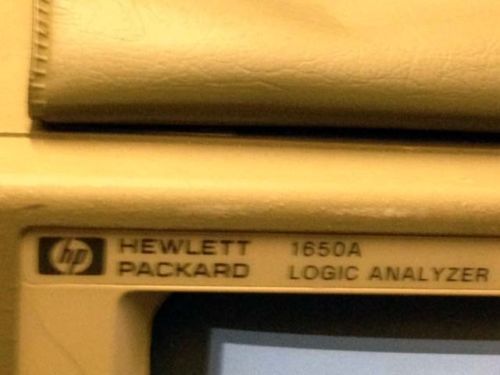 hp HEWLETT PACKARD
1650A
LOGIC ANALYZER